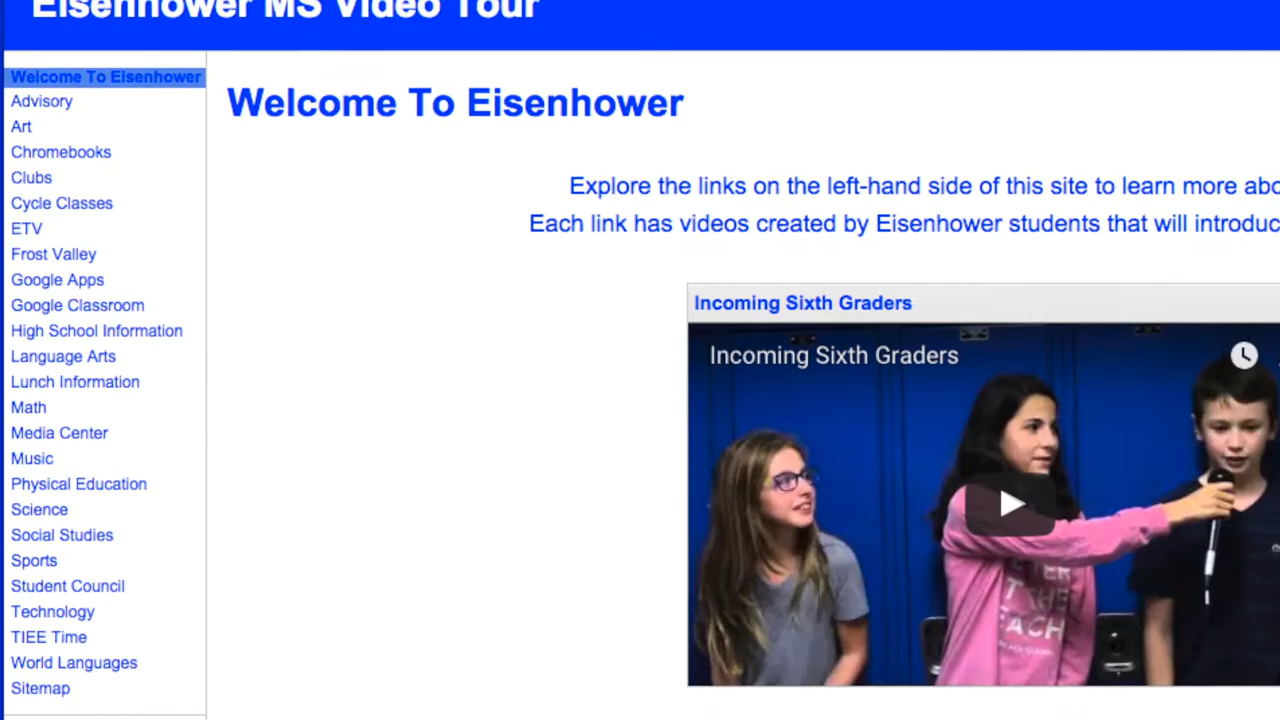 Eisenhower MS Video Tour
Welcome To Eisenhower
Advisory
Art
Chromebooks
Clubs
Cycle Classes
ETV
Frost Valley
Google Apps
Google Classroom
High School Information
Language Arts
Lunch Information
Math
Media Center
Music
Physical Education
Science
Social Studies
Sports
Student Council
Technology
TIEE Time
World Languages
Sitemap
Welcome To Eisenhower
Explore the links on the left-hand side of this site to learn more
Each link has videos created by Eisenhower students that will
Incoming Sixth Graders
Incoming Sixth Graders
THE